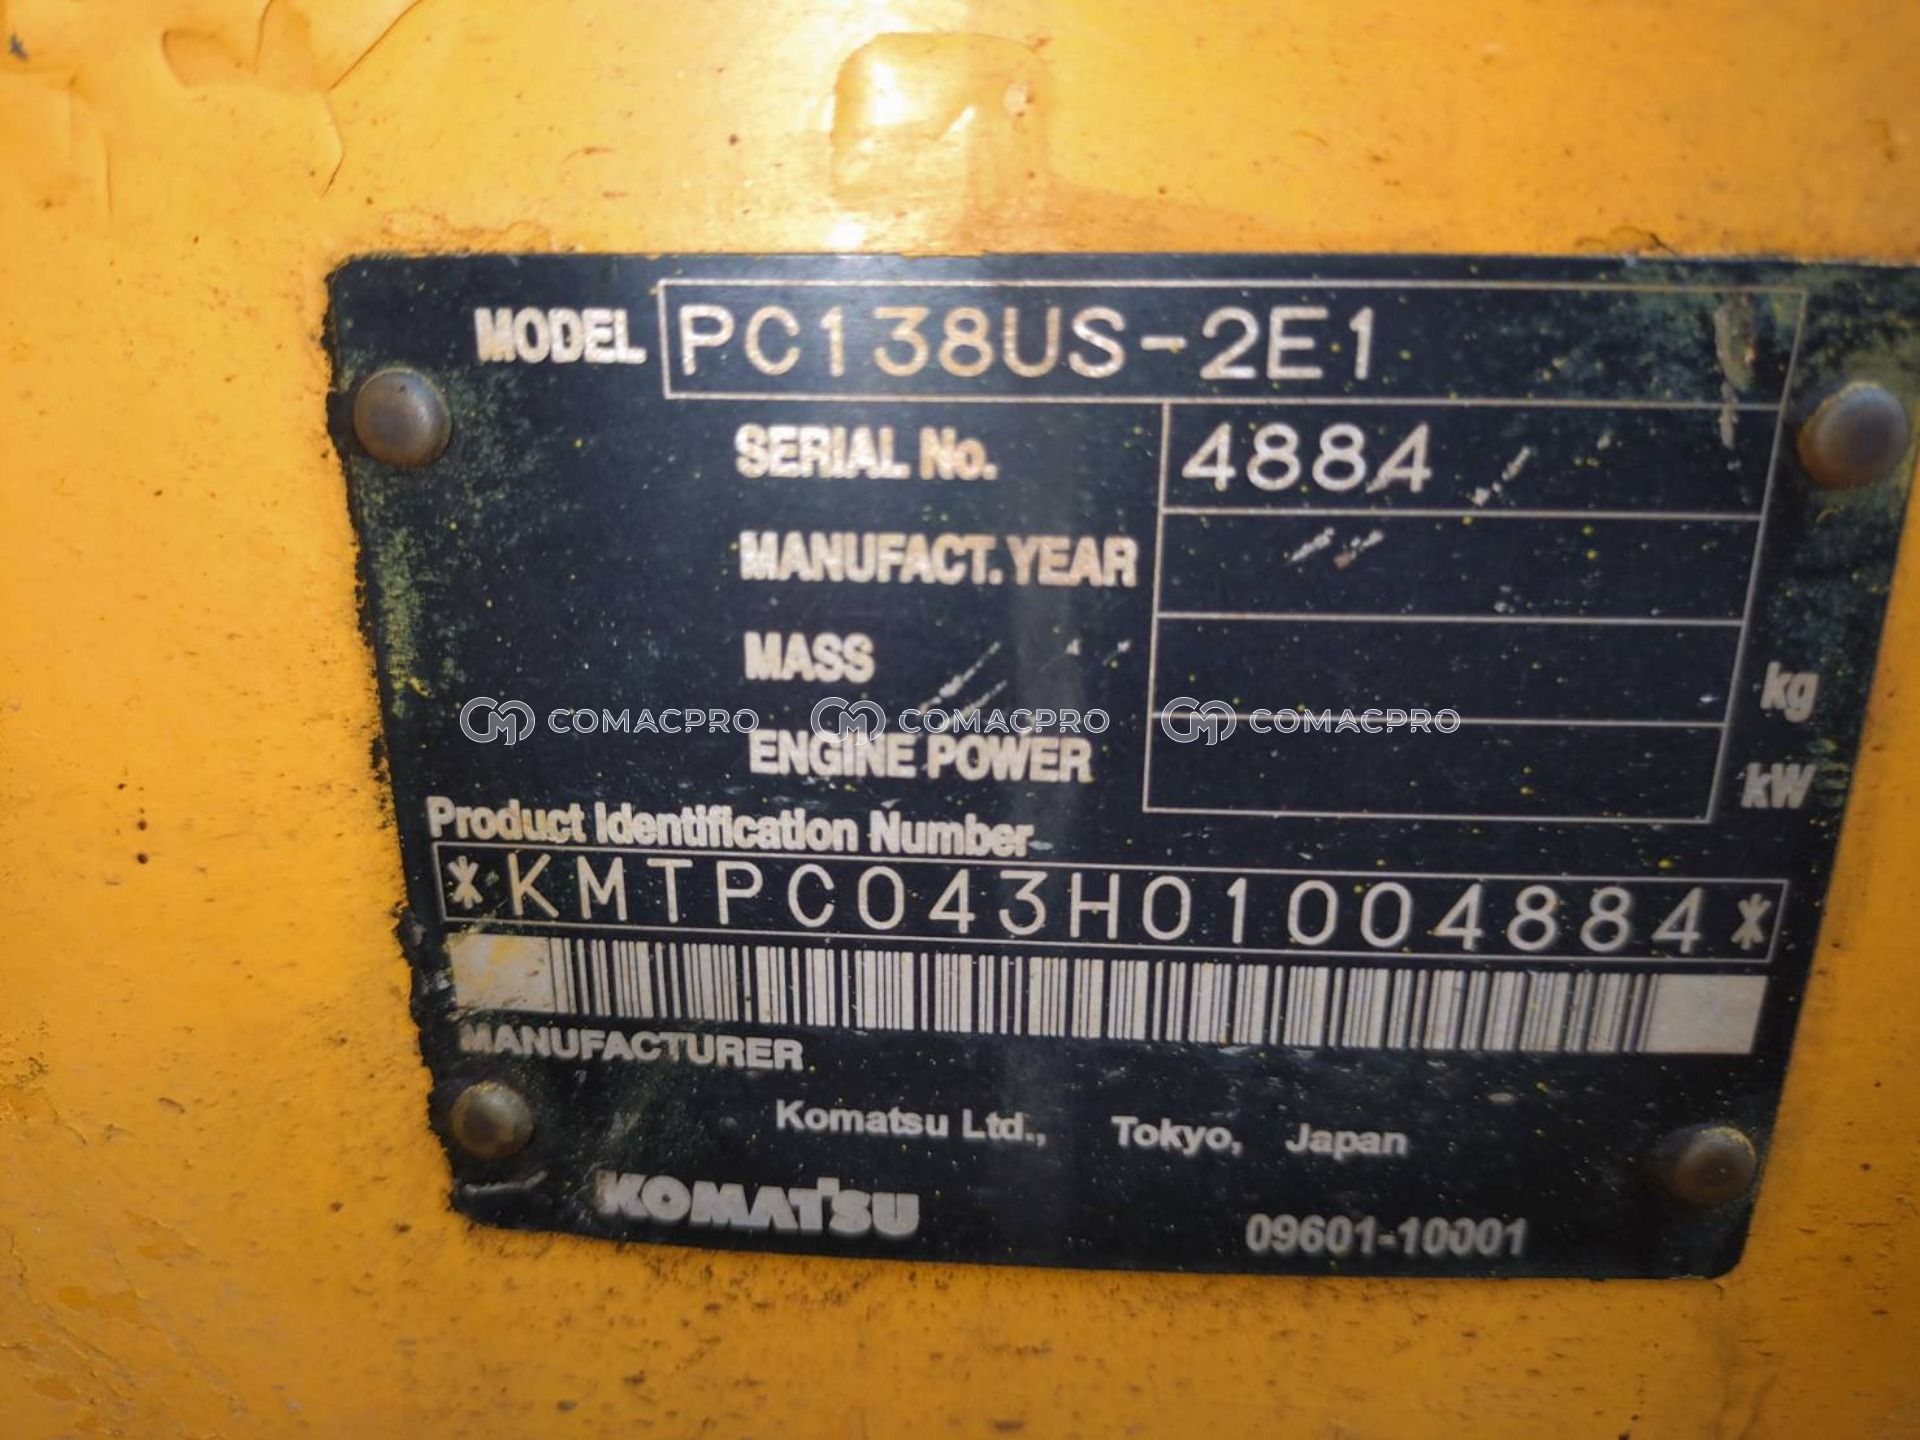 MODEL PC138US-2E1
SERIAL No. 4884
MANUFACT. YEAR
MASS kg
COMACPRO COMACPRO COMACPRO
ENGINE POWER kW
Product Identification Number
*KMTPC043H01004884*
MANUFACTURER
Komatsu Ltd., Tokyo, Japan
KOMATSU 09601-10001